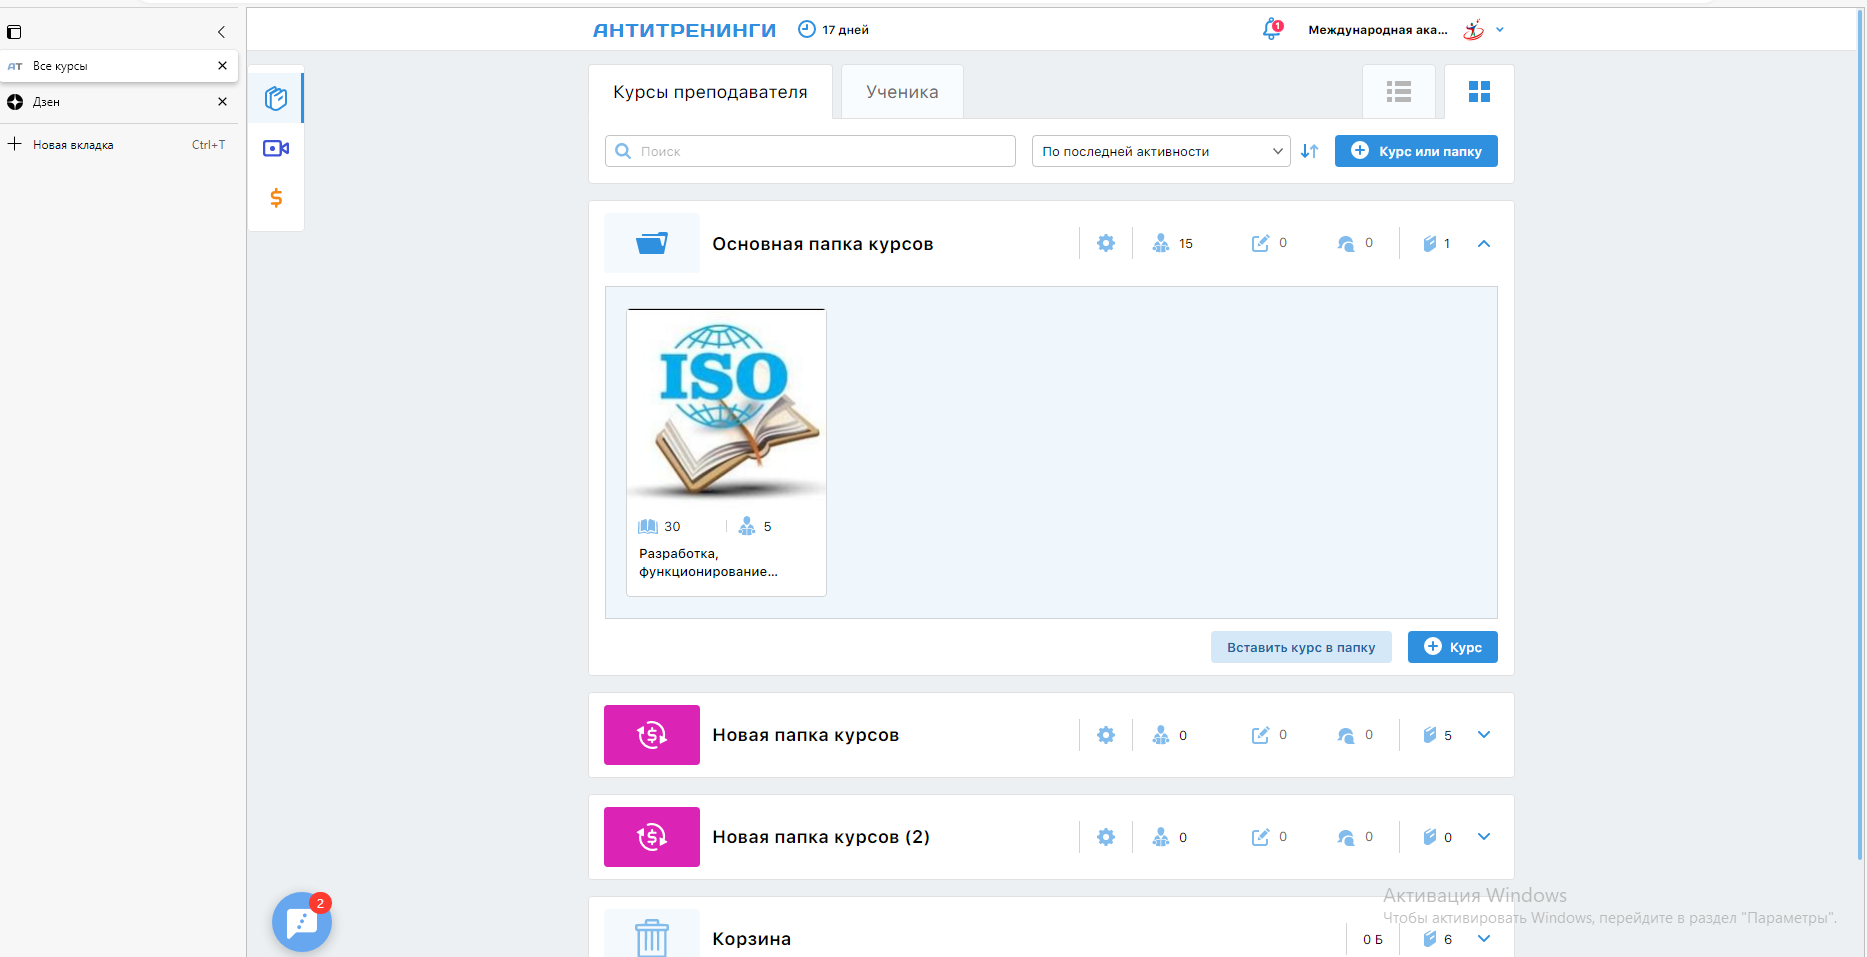 АНТИТРЕНИНГИ
17 дней
1
Международная ака...
АТ Все курсы
Дзен
Новая вкладка Ctrl+T
Курсы преподавателя
Ученика
Поиск
По последней активности
Курс или папку
Основная папка курсов
15
0
0
1
ISO
30
5
Разработка,
функционирование...
Вставить курс в папку
Курс
Новая папка курсов
0
0
0
5
Новая папка курсов (2)
0
0
0
0
Корзина
0 Б
6
2
Активация Windows
Чтобы активировать Windows, перейдите в раздел "Параметры".